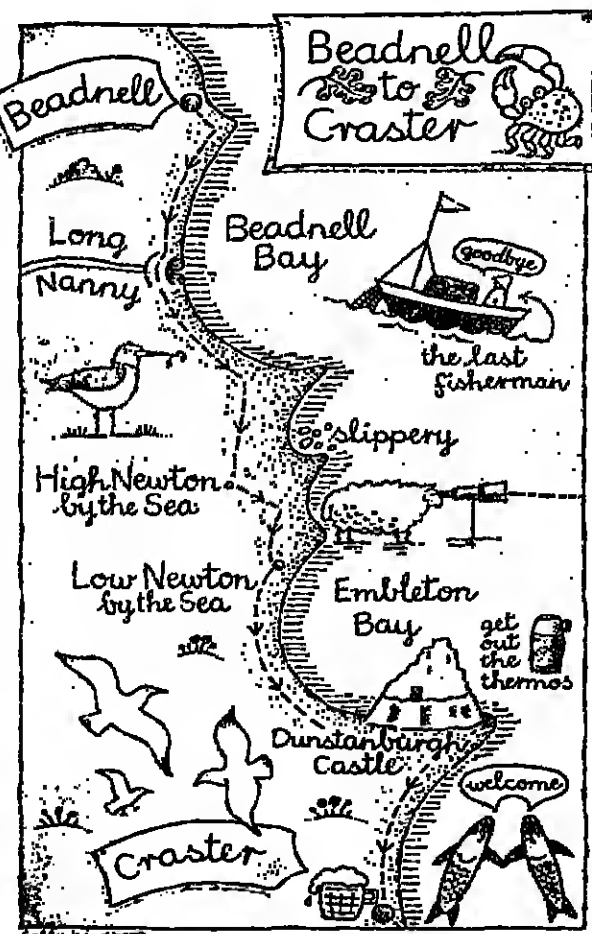 Beadnell
to
Craster
Beadnell
Long
Nanny
Beadnell
Bay
goodbye
the last
fisherman
slippery
High Newton
by the Sea
Low Newton
by the Sea
Embleton
Bay
get
out
the
thermos
Dunstanburgh
Castle
welcome
Craster